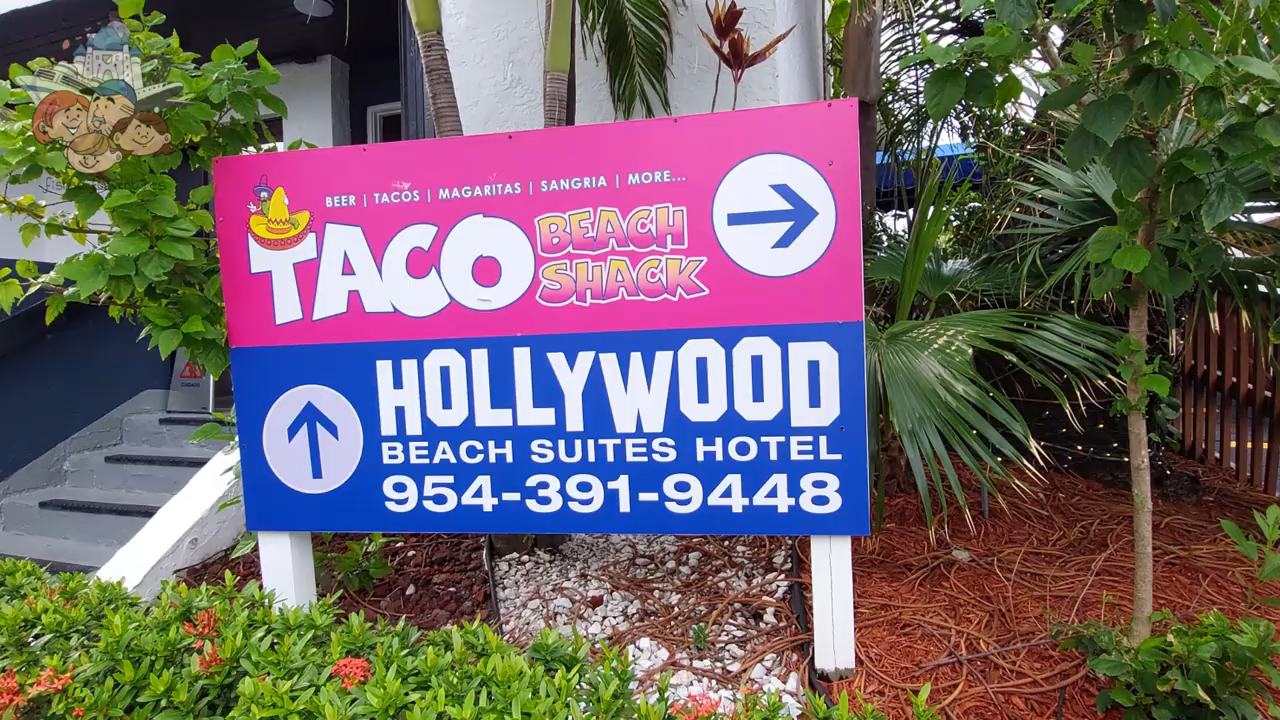 BEER | TACOS | MAGARITAS | SANGRIA | MORE...
TACO BEACH
SHACK
HOLLYWOOD
BEACH SUITES HOTEL
954-391-9448